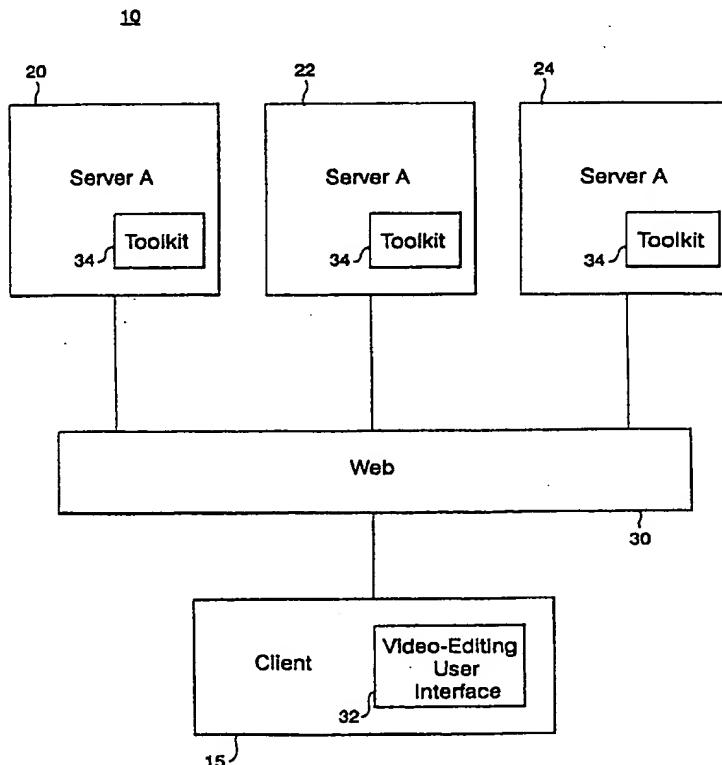 10
20
22
24
Server A
Server A
Server A
Toolkit
Toolkit
Toolkit
34
34
34
Web
30
Client
Video-Editing
User
Interface
32
15